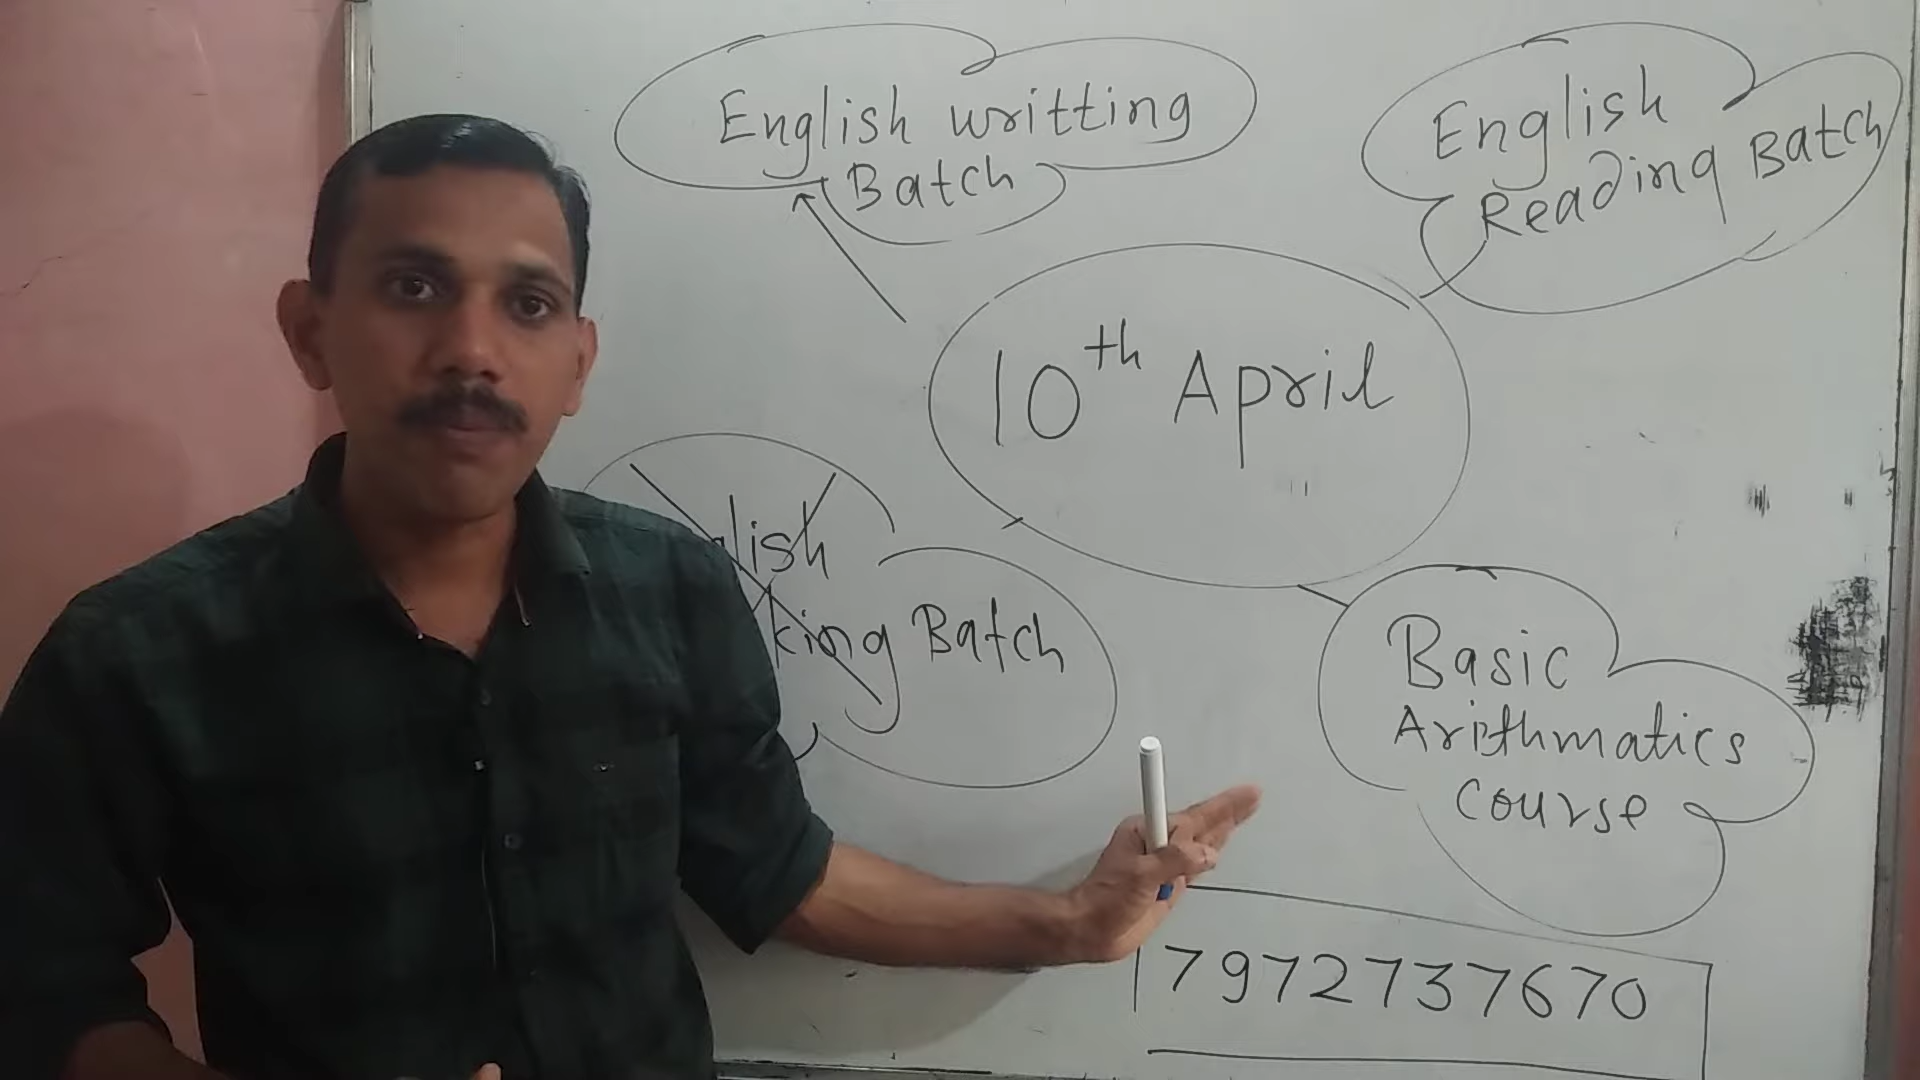 English writting
Batch
English
Reading Batch
10th April
lish
king Batch
Basic
Arithmatics
Course
7972737670